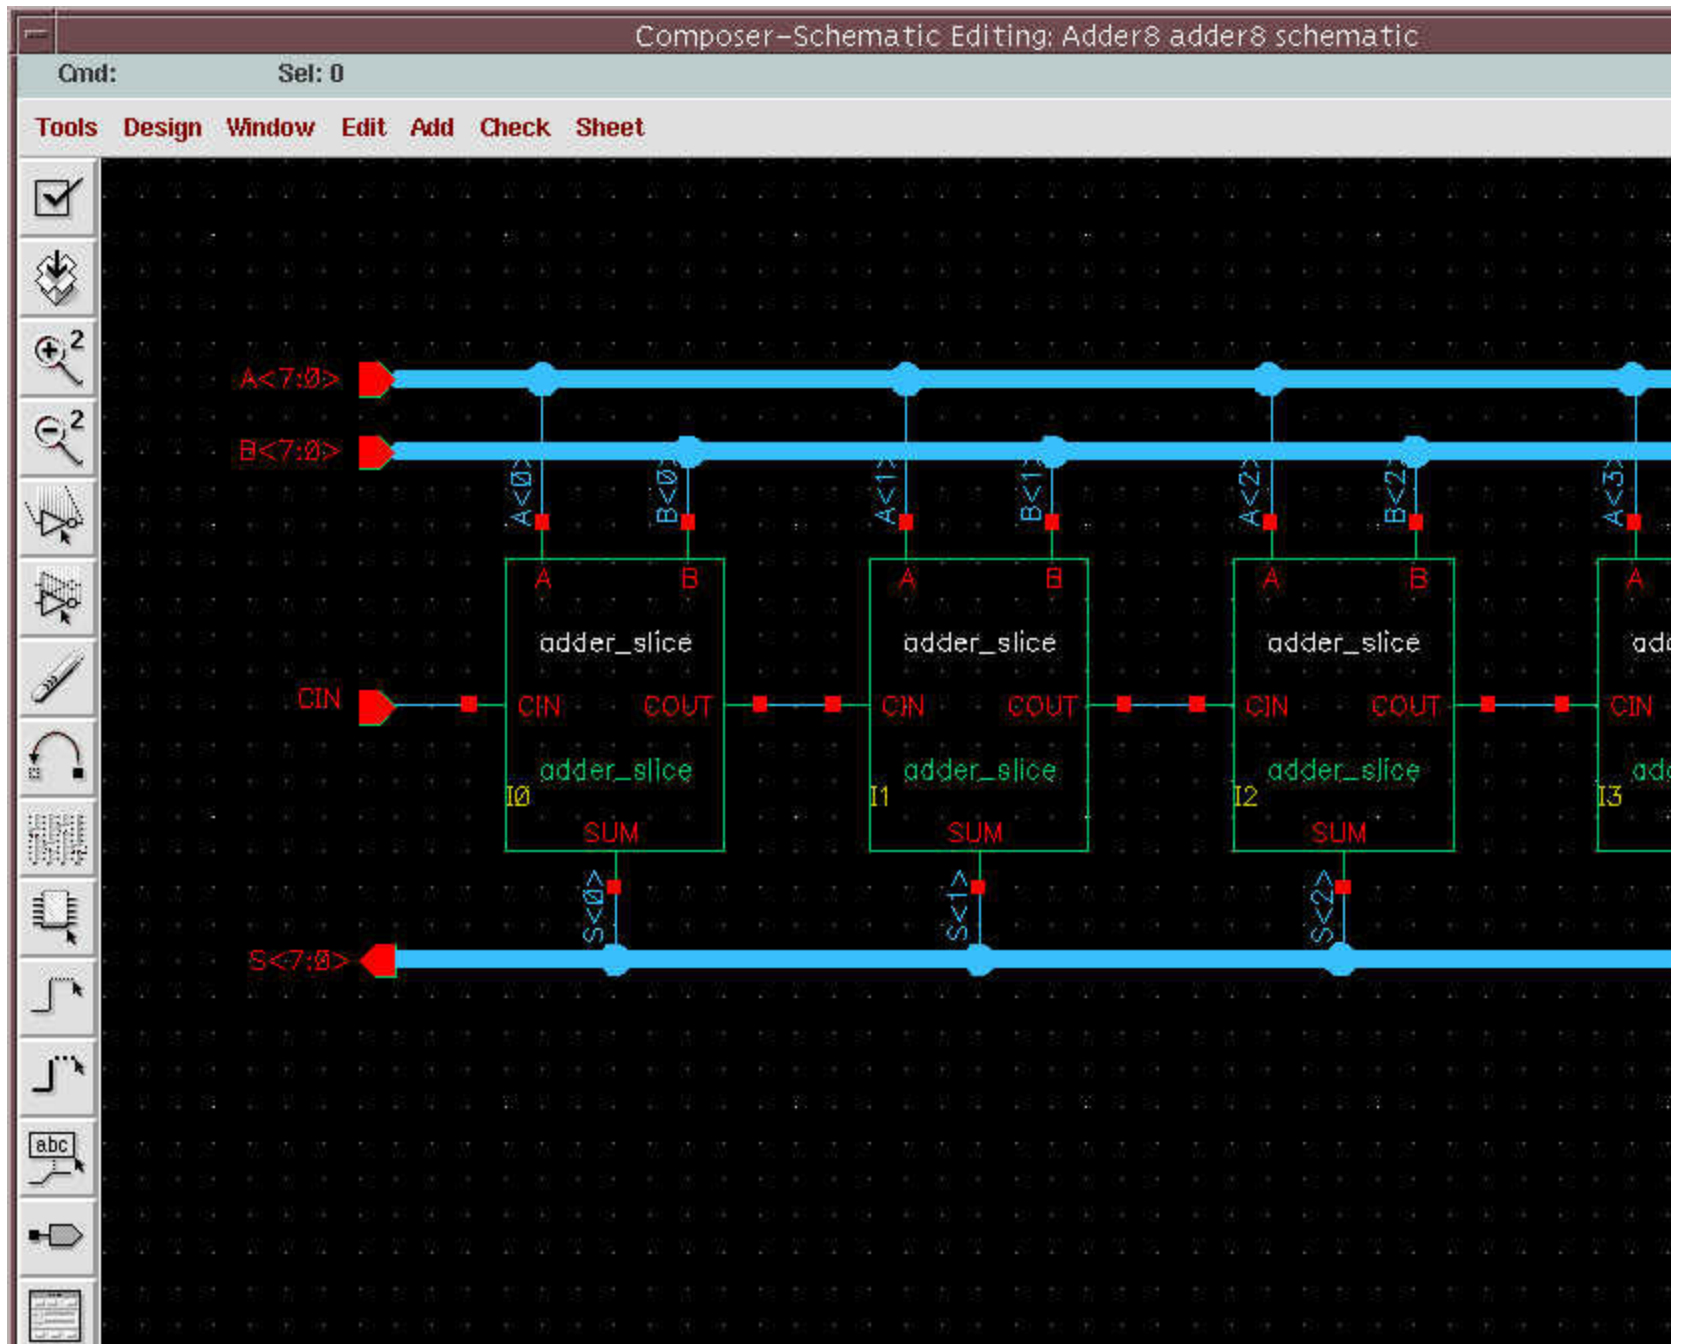 Composer-Schematic Editing: Adder8 adder8 schematic
Cmd: Sel: 0
Tools Design Window Edit Add Check Sheet
2
2
A<7:0>
B<7:0>
A<0> B<0> A<1> B<1> A<2> B<2> A<3>
A B A B A B A
adder_slice adder_slice adder_slice
CIN CIN COUT CIN COUT CIN COUT CIN
adder_slice adder_slice adder_slice
I0 I1 I2 I3
SUM SUM SUM
S<0> S<1> S<2>
S<7:0>
abc